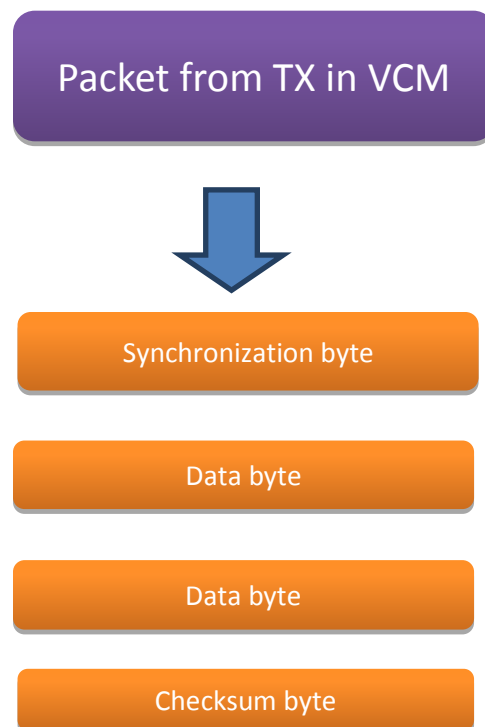 Packet from TX in VCM
Synchronization byte
Data byte
Data byte
Checksum byte